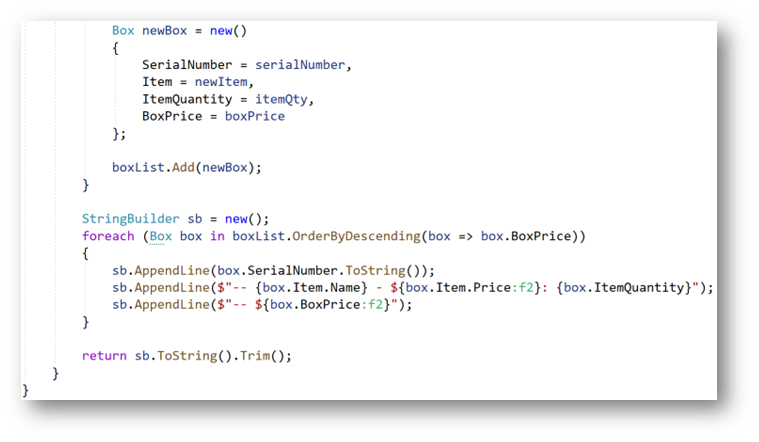 Box newBox = new()
{
SerialNumber = serialNumber,
Item = newItem,
ItemQuantity = itemQty,
BoxPrice = boxPrice
};
boxList.Add(newBox);
}
StringBuilder sb = new();
foreach (Box box in boxList.OrderByDescending(box => box.BoxPrice))
{
sb.AppendLine(box.SerialNumber.ToString());
sb.AppendLine($"-- {box.Item.Name} - ${box.Item.Price:f2}: {box.ItemQuantity}");
sb.AppendLine($"-- ${box.BoxPrice:f2}");
}
return sb.ToString().Trim();
}
}